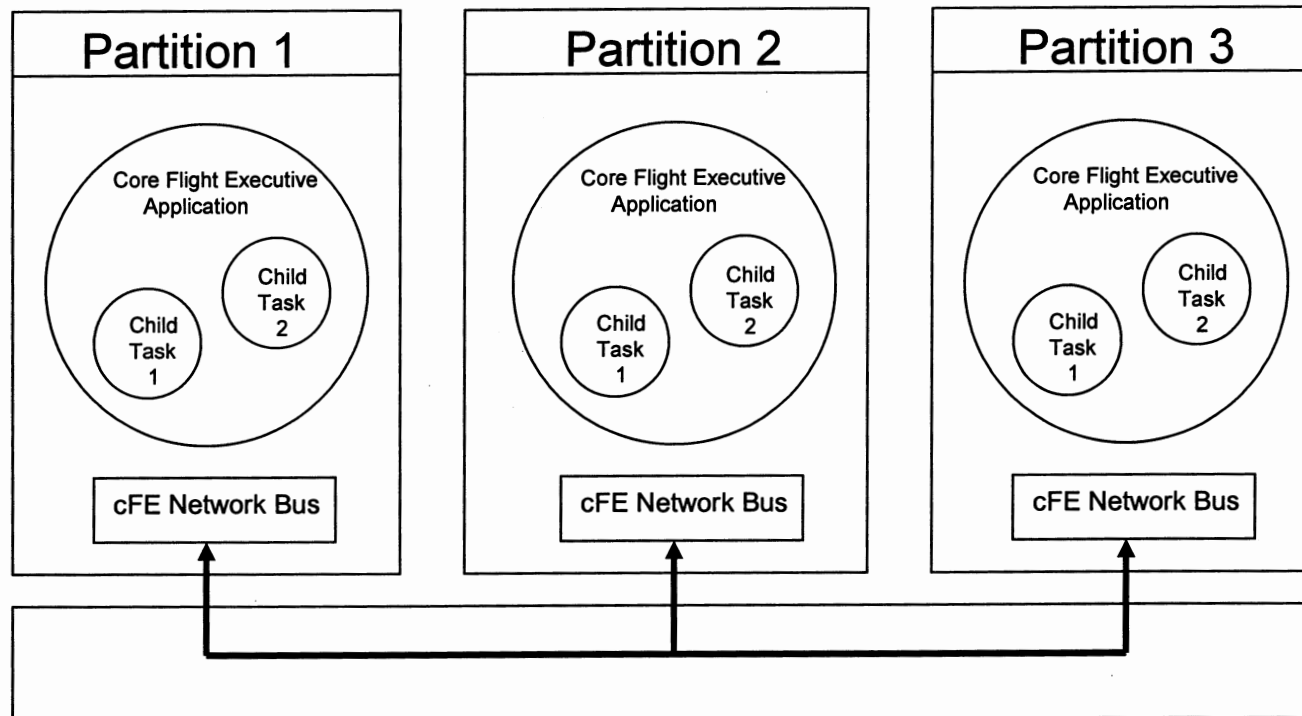 Partition 1
Core Flight Executive
Application
Child
Task
2
Child
Task
1
cFE Network Bus
Partition 2
Core Flight Executive
Application
Child
Task
2
Child
Task
1
cFE Network Bus
Partition 3
Core Flight Executive
Application
Child
Task
2
Child
Task
1
cFE Network Bus